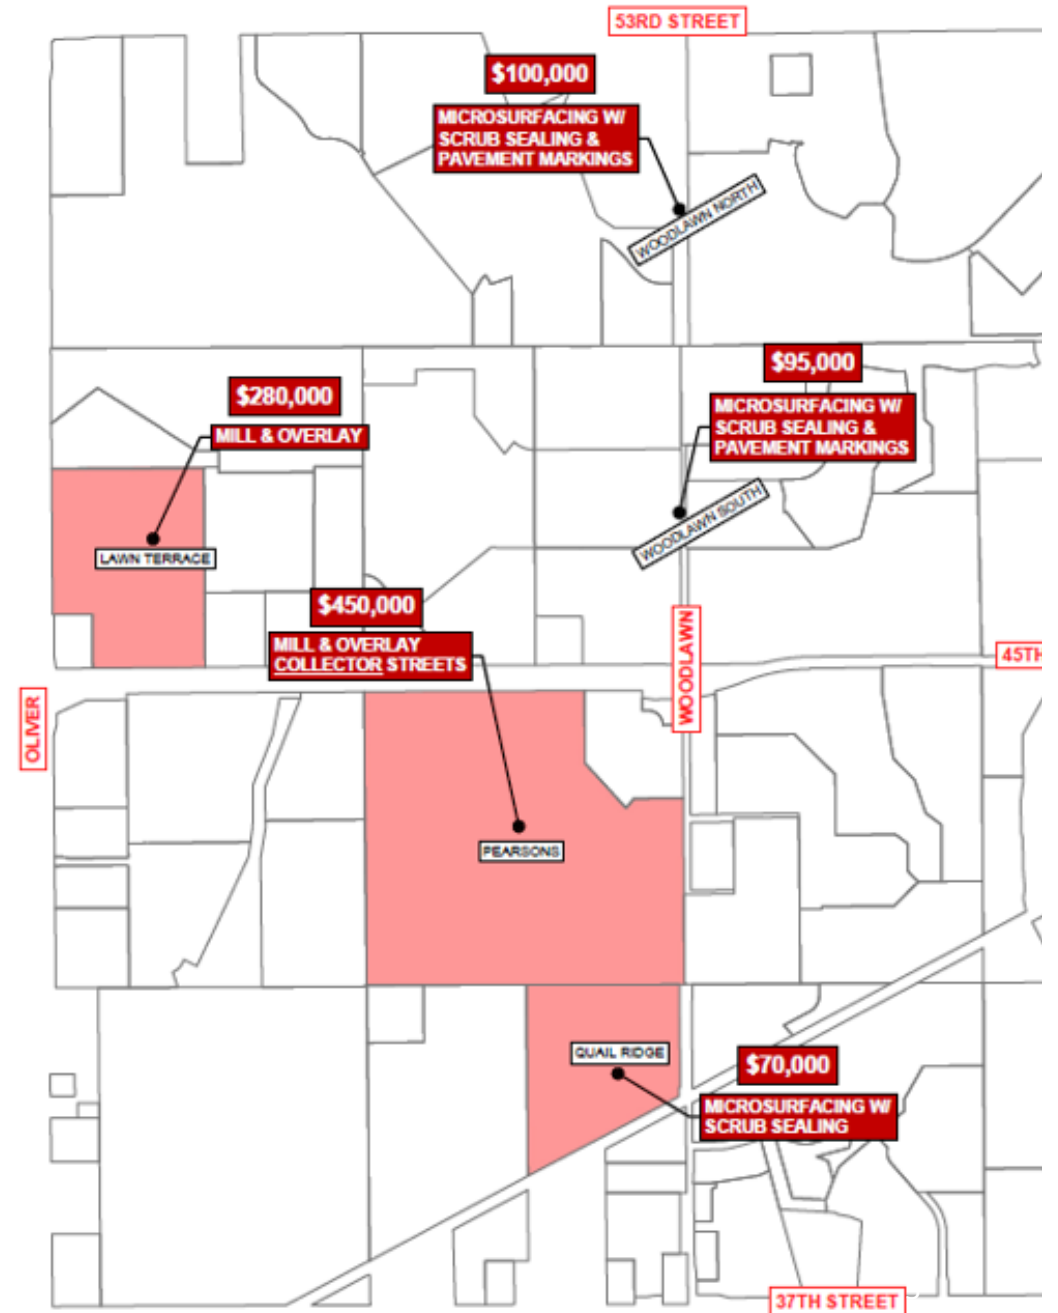 53RD STREET
$100,000
MICROSURFACING W/
SCRUB SEALING &
PAVEMENT MARKINGS
WOODLAWN NORTH
$95,000
MICROSURFACING W/
SCRUB SEALING &
PAVEMENT MARKINGS
WOODLAWN SOUTH
$280,000
MILL & OVERLAY
LAWN TERRACE
$450,000
MILL & OVERLAY
COLLECTOR STREETS
WOODLAWN
45TH
OLIVER
PEARSONS
QUAIL RIDGE
$70,000
MICROSURFACING W/
SCRUB SEALING
37TH STREET